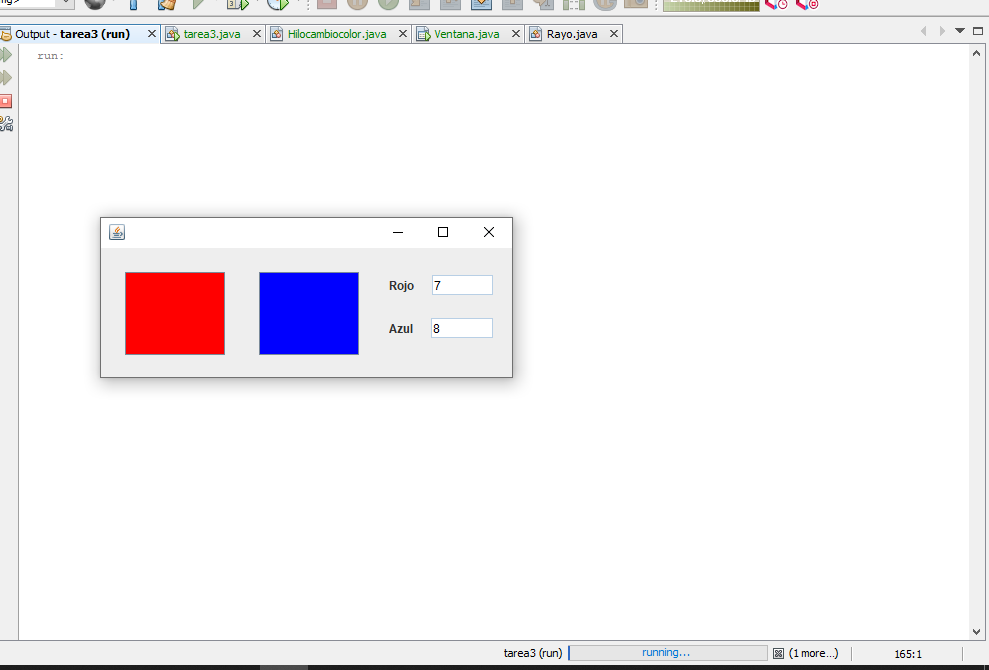 Output - tarea3 (run)
tarea3.java
Hilocambiocolor.java
Ventana.java
Rayo.java
run:
Rojo
7
Azul
8
tarea3 (run)
running...
(1 more...)
165:1